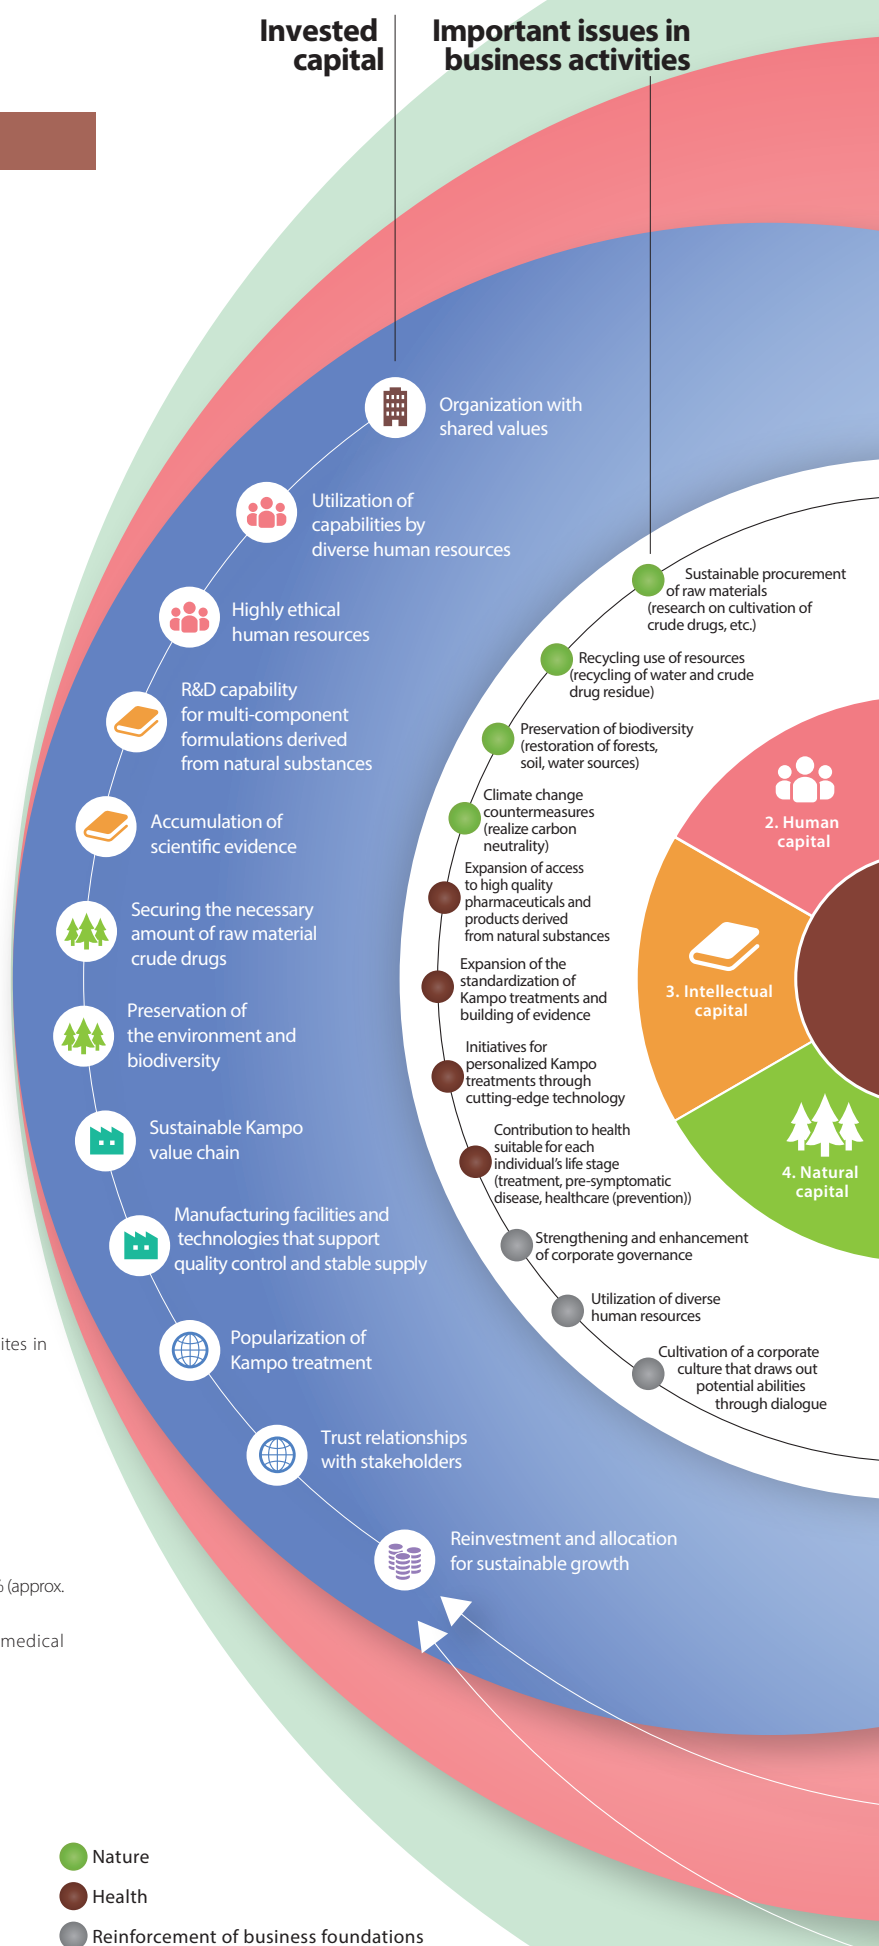 Invested
capital
Important issues in
business activities
Organization with
shared values
Utilization of
capabilities by
diverse human resources
Highly ethical
human resources
R&D capability
for multi-component
formulations derived
from natural substances
Accumulation of
scientific evidence
Securing the necessary
amount of raw material
crude drugs
Preservation of
the environment and
biodiversity
Sustainable Kampo
value chain
Manufacturing facilities and
technologies that support
quality control and stable supply
Popularization of
Kampo treatment
Trust relationships
with stakeholders
Reinvestment and allocation
for sustainable growth
Sustainable procurement
of raw materials
(research on cultivation of
crude drugs, etc.)
Recycling use of resources
(recycling of water and crude
drug residue)
Preservation of biodiversity
(restoration of forests,
soil, water sources)
Climate change
countermeasures
(realize carbon
neutrality)
Expansion of access
to high quality
pharmaceuticals and
products derived
from natural substances
Expansion of the
standardization of
Kampo treatments and
building of evidence
Initiatives for
personalized Kampo
treatments through
cutting-edge technology
Contribution to health
suitable for each
individual's life stage
(treatment, pre-symptomatic
disease, healthcare (prevention))
Strengthening and enhancement
of corporate governance
Utilization of diverse
human resources
Cultivation of a corporate
culture that draws out
potential abilities
through dialogue
2. Human
capital
3. Intellectual
capital
4. Natural
capital
ites in
% (approx.
medical
Nature
Health
Reinforcement of business foundations